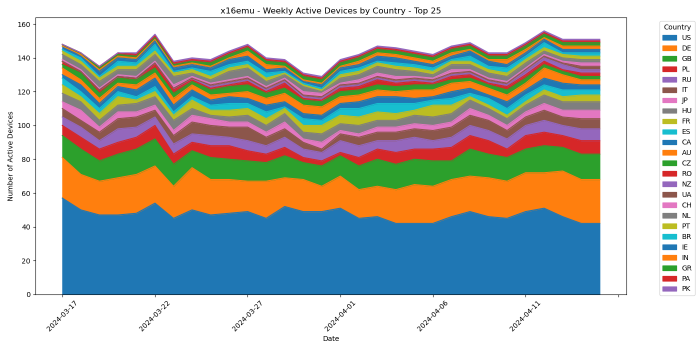 x16emu - Weekly Active Devices by Country - Top 25
Number of Active Devices
160
140
120
100
80
60
40
20
0
2024-03-17
2024-03-22
2024-03-27
2024-04-01
2024-04-06
2024-04-11
Date
Country
US
DE
GB
PL
RU
IT
JP
HU
FR
ES
CA
AU
CZ
RO
NZ
UA
CH
NL
PT
BR
IE
IN
GR
PA
PK